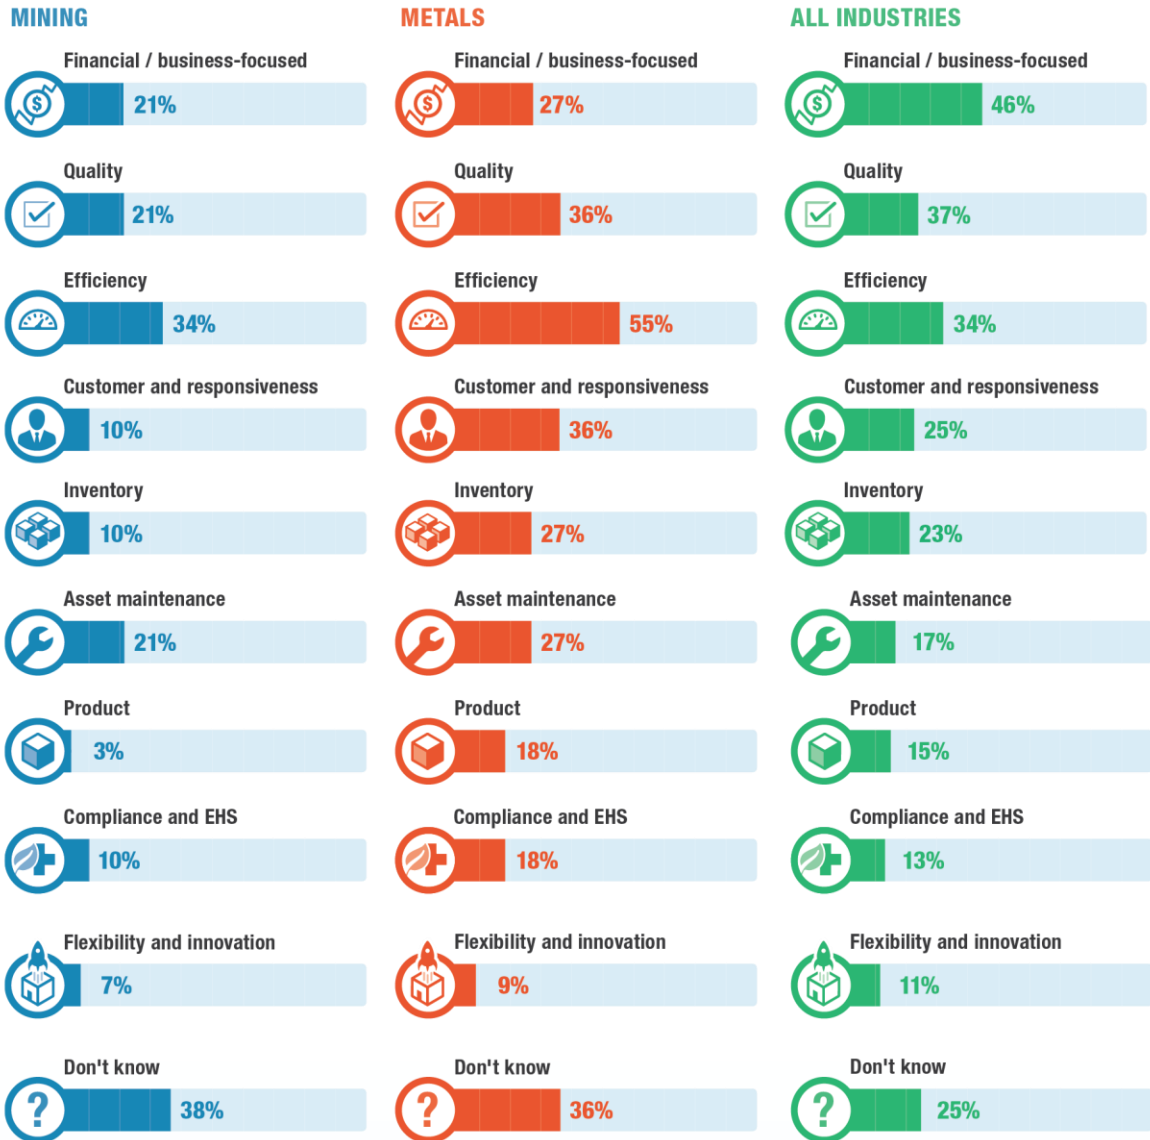 MINING
Financial / business-focused
$
21%
Quality
21%
Efficiency
34%
Customer and responsiveness
10%
Inventory
10%
Asset maintenance
21%
Product
3%
Compliance and EHS
10%
Flexibility and innovation
7%
Don't know
?
38%
METALS
Financial / business-focused
$
27%
Quality
36%
Efficiency
55%
Customer and responsiveness
36%
Inventory
27%
Asset maintenance
27%
Product
18%
Compliance and EHS
18%
Flexibility and innovation
9%
Don't know
?
36%
ALL INDUSTRIES
Financial / business-focused
$
46%
Quality
37%
Efficiency
34%
Customer and responsiveness
25%
Inventory
23%
Asset maintenance
17%
Product
15%
Compliance and EHS
13%
Flexibility and innovation
11%
Don't know
?
25%